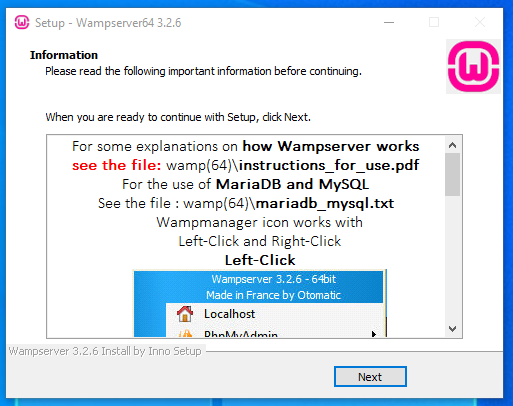 Setup - Wampserver64 3.2.6
Information
Please read the following important information before continuing.
When you are ready to continue with Setup, click Next.
For some explanations on how Wampserver works
see the file: wamp(64)\instructions_for_use.pdf
For the use of MariaDB and MySQL
See the file : wamp(64)\mariadb_mysql.txt
Wampmanager icon works with
Left-Click and Right-Click
Left-Click
Wampserver 3.2.6 - 64bit
Made in France by Otomatic
Localhost
PhpMyAdmin
Wampserver 3.2.6 Install by Inno Setup
Next